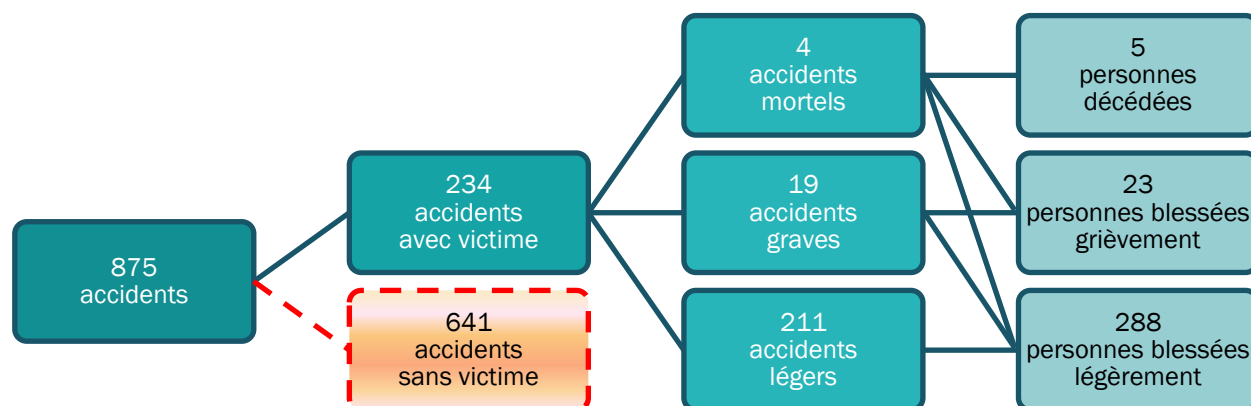 875
accidents
234
accidents
avec victime
641
accidents
sans victime
4
accidents
mortels
19
accidents
graves
211
accidents
légers
5
personnes
décédées
23
personnes blessées
grièvement
288
personnes blessées
légèrement